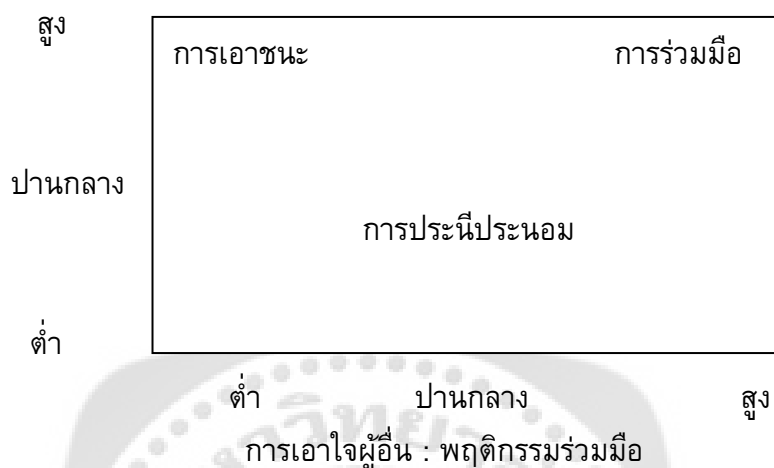 สูง
การเอาชนะ การร่วมมือ
ปานกลาง
การประนีประนอม
ต่ำ
ต่ำ ปานกลาง สูง
การเอาใจผู้อื่น : พฤติกรรมร่วมมือ